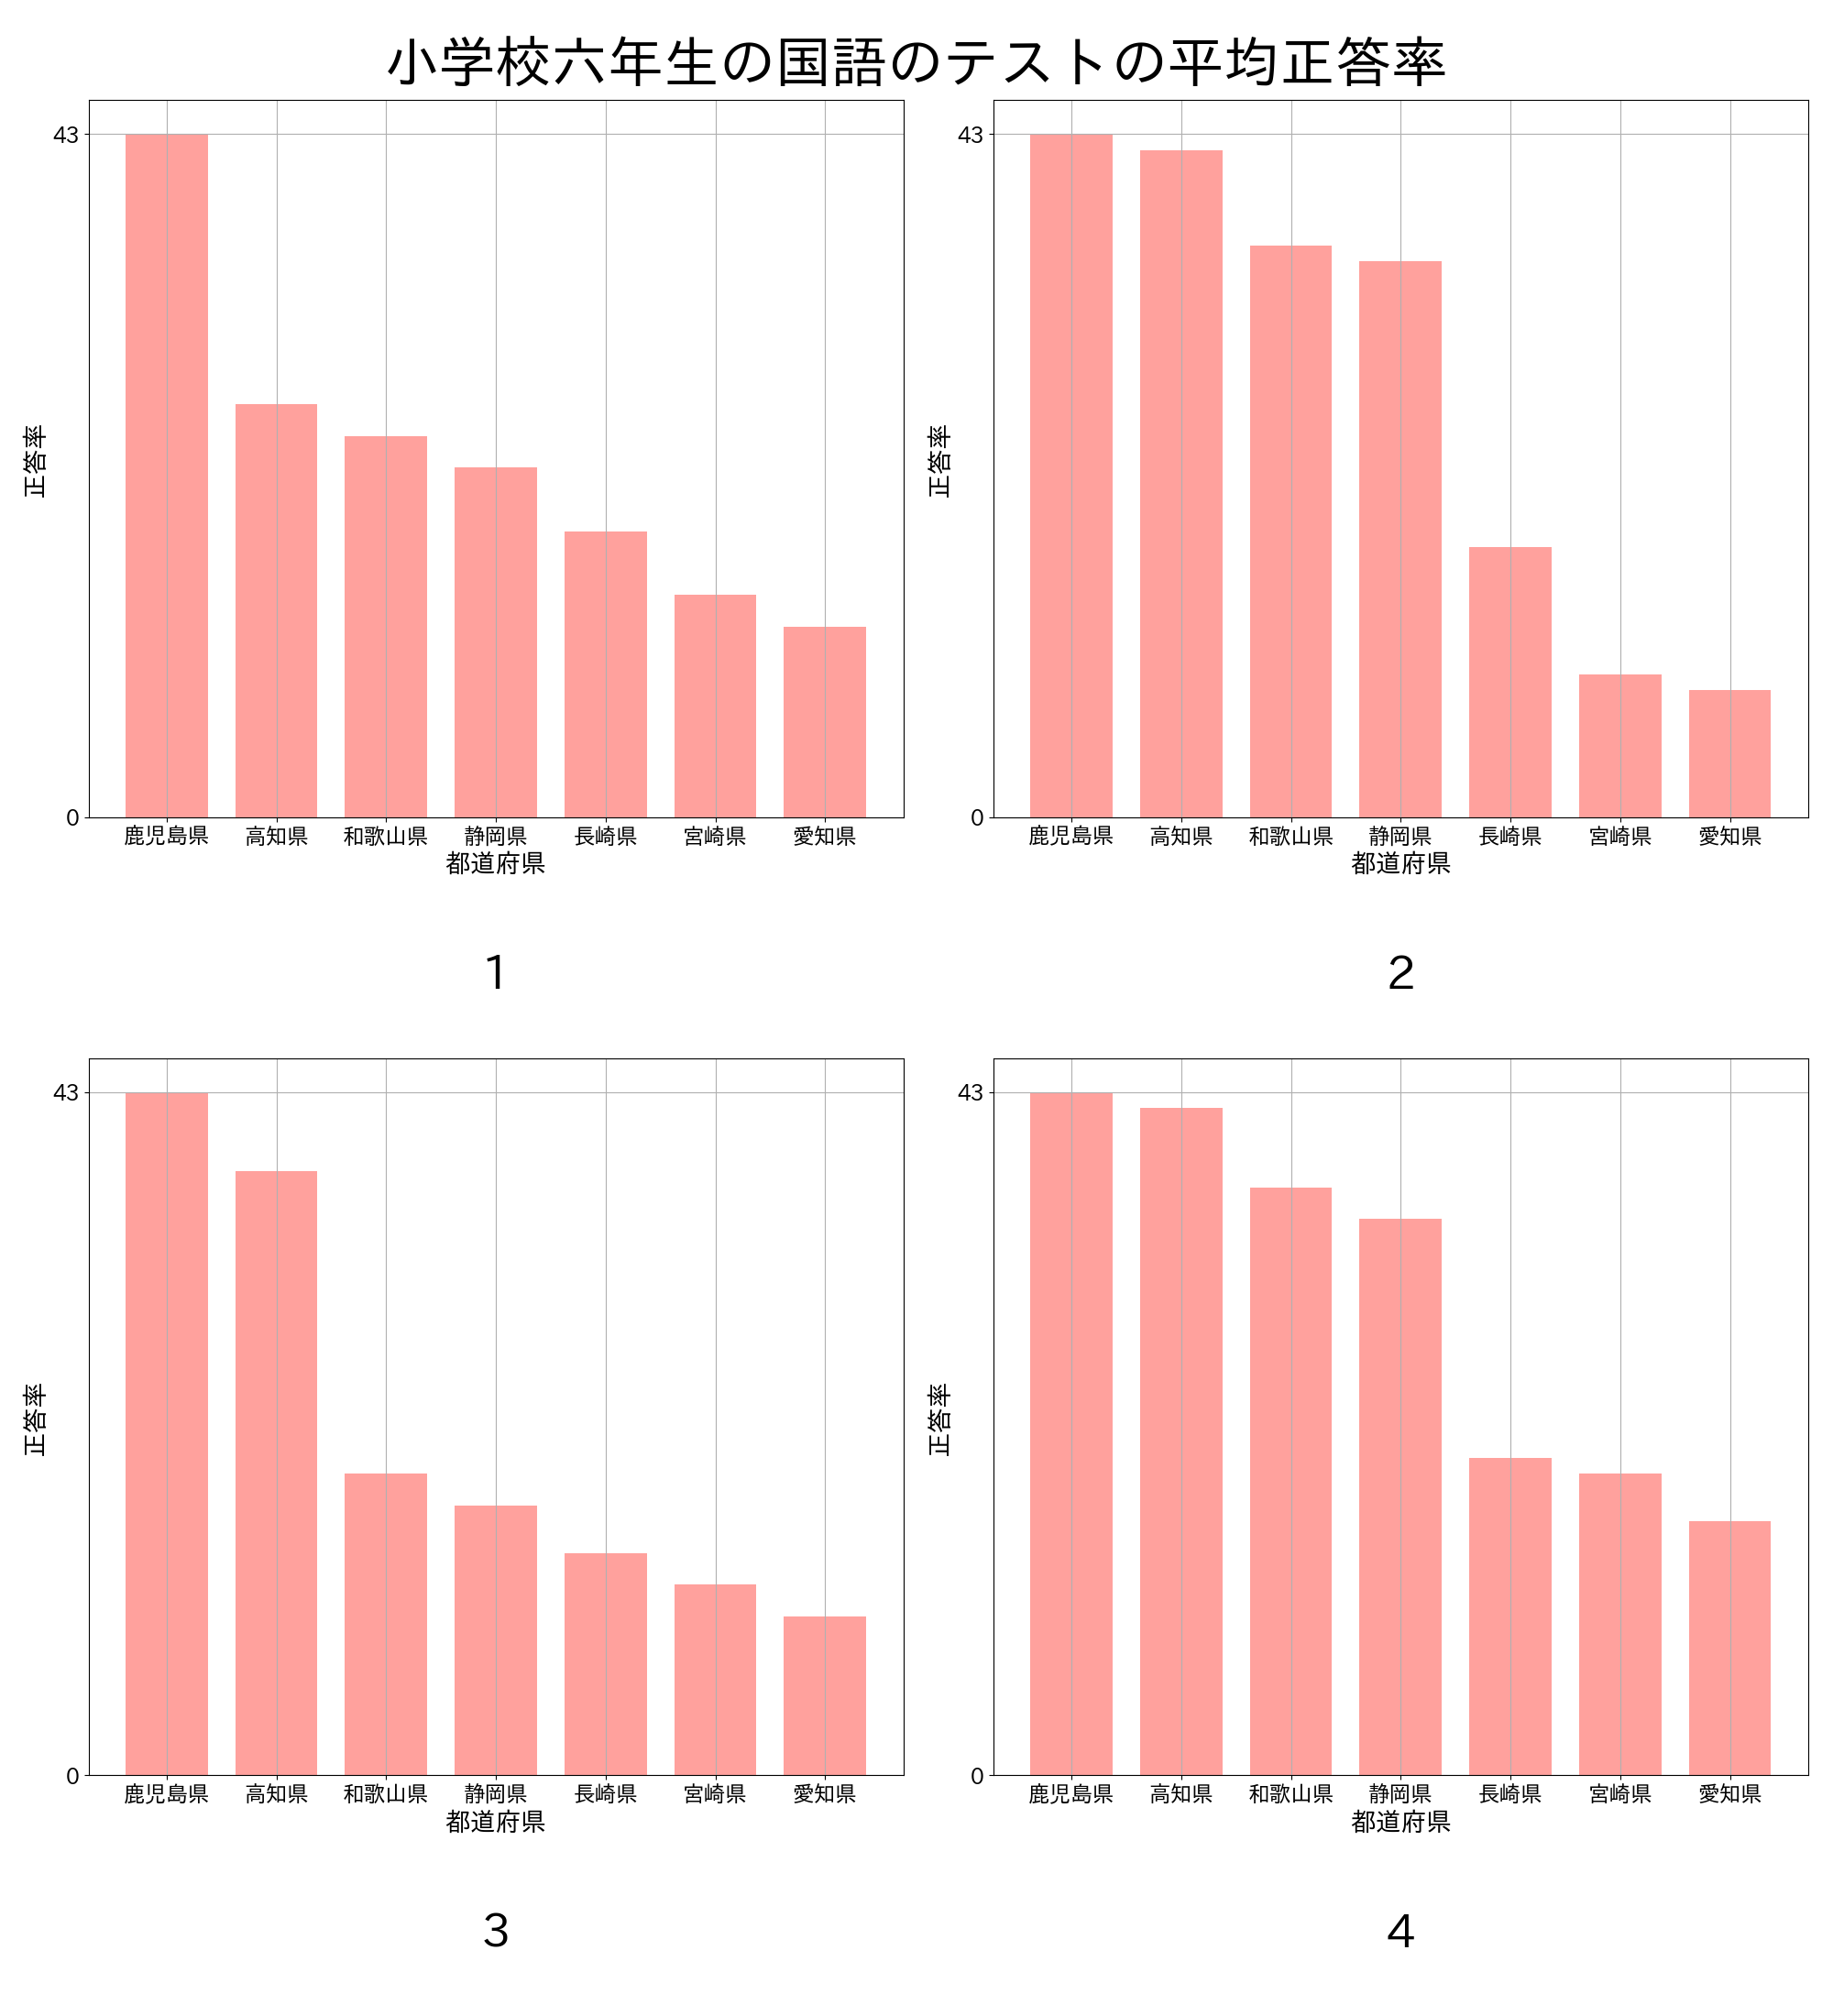 小学校六年生の国語のテストの平均正答率
43
0
正答率
鹿児島県 高知県 和歌山県 静岡県 長崎県 宮崎県 愛知県
都道府県
1
43
0
正答率
鹿児島県 高知県 和歌山県 静岡県 長崎県 宮崎県 愛知県
都道府県
2
43
0
正答率
鹿児島県 高知県 和歌山県 静岡県 長崎県 宮崎県 愛知県
都道府県
3
43
0
正答率
鹿児島県 高知県 和歌山県 静岡県 長崎県 宮崎県 愛知県
都道府県
4